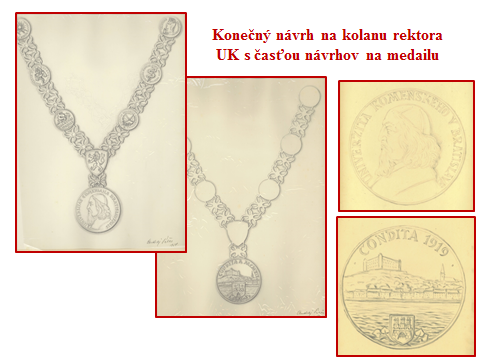 Konečný návrh na kolanu rektora
UK s časťou návrhov na medailu
UNIVERZITA KOMENSKÉHO V BRATISLAVE
CONDITA 1919